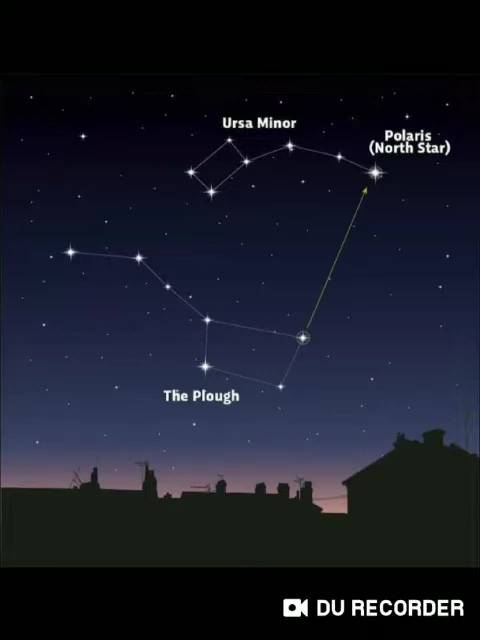 Ursa Minor
Polaris
(North Star)
The Plough
DU RECORDER